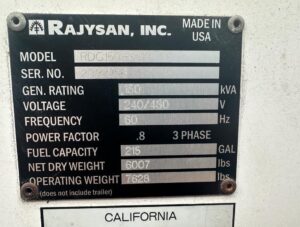 RAJYSAN, INC.
MADE IN
USA
MODEL
SER. NO.
GEN. RATING 150 kVA
VOLTAGE 240/480 V
FREQUENCY 60 Hz
POWER FACTOR .8 3 PHASE
FUEL CAPACITY 215 GAL
NET DRY WEIGHT 6007 lbs
OPERATING WEIGHT 7628 lbs
(does not include trailer)
CALIFORNIA